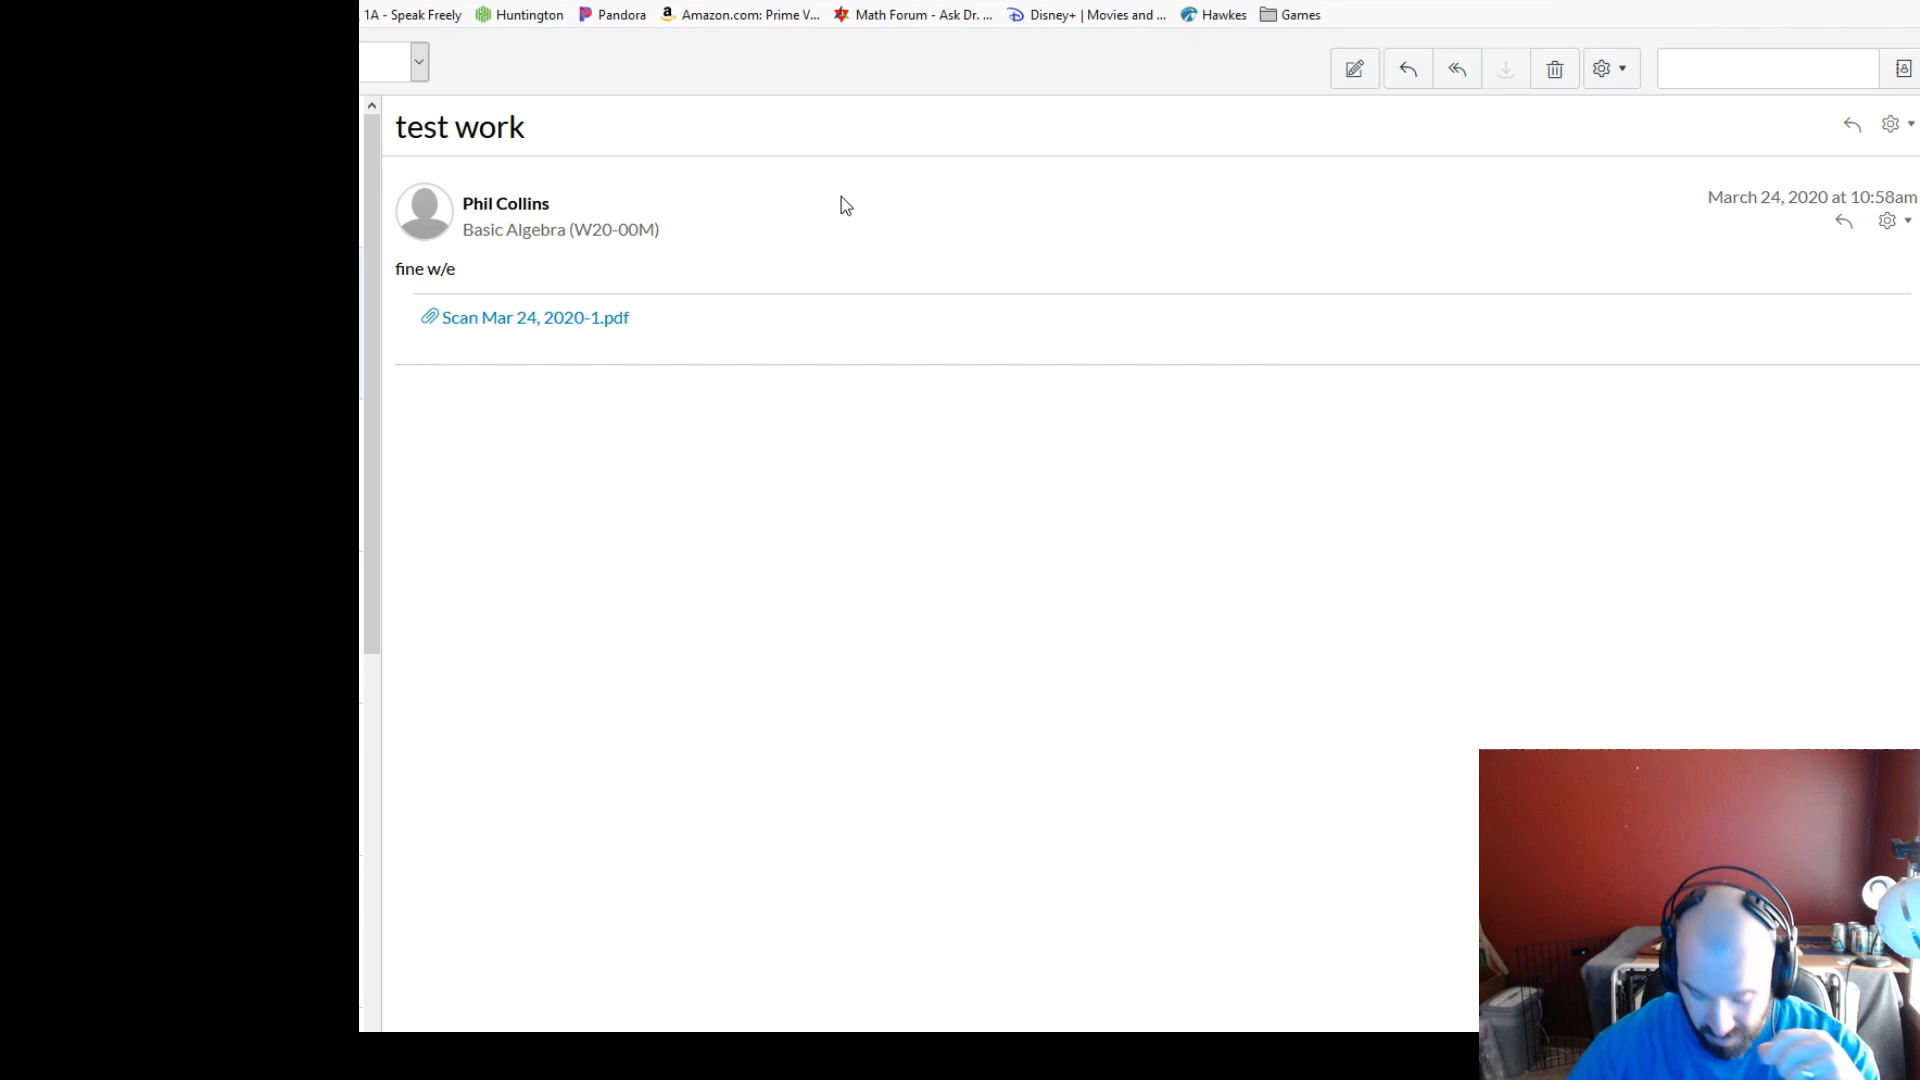 1A - Speak Freely Huntington Pandora Amazon.com: Prime V... Math Forum - Ask Dr. ... Disney+ | Movies and ... Hawkes Games
test work
Phil Collins
March 24, 2020 at 10:58am
Basic Algebra (W20-00M)
fine w/e
Scan Mar 24, 2020-1.pdf